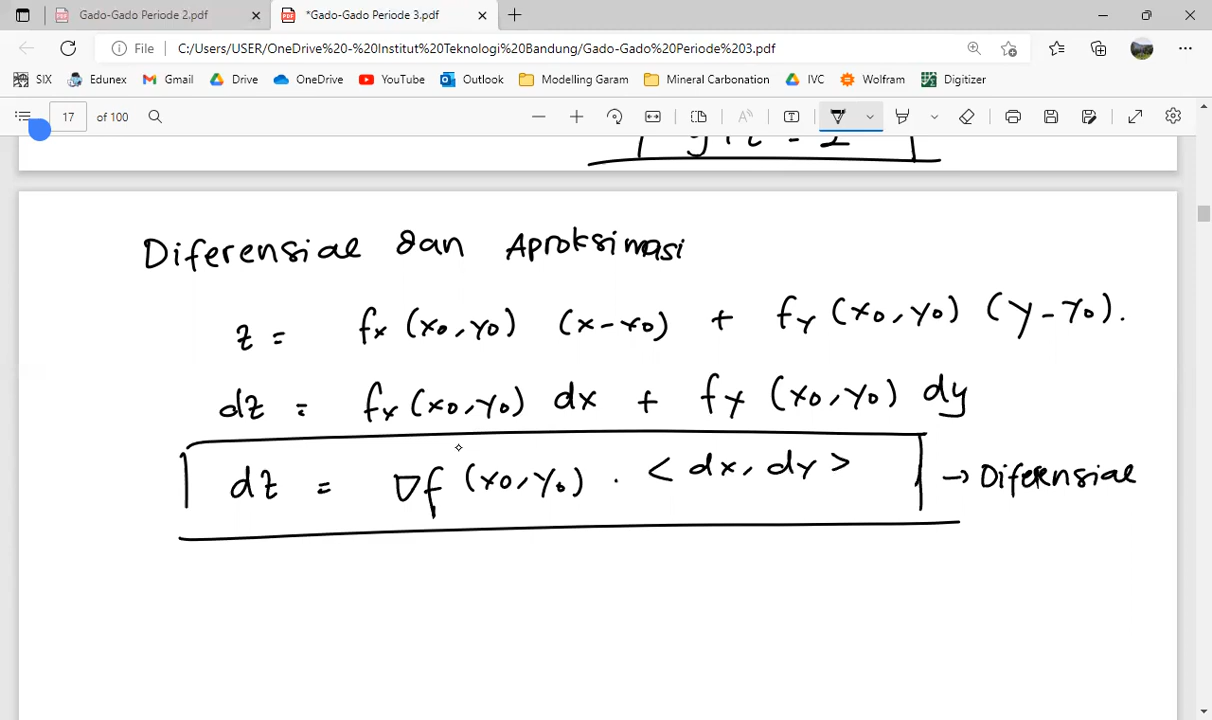 Gado-Gado Periode 2.pdf
*Gado-Gado Periode 3.pdf
File C:/Users/USER/OneDrive%20-%20Institut%20Teknologi%20Bandung/Gado-Gado%20Periode%203.pdf
SIX Edunex Gmail Drive OneDrive YouTube Outlook Modelling Garam Mineral Carbonation IVC Wolfram Digitizer
17 of 100
Diferensial dan Aproksimasi
z = fx (x0,y0) (x-x0) + fy (x0,y0) (y-y0).
dz = fx (x0,y0) dx + fy (x0,y0) dy
dz = ∇f (x0,y0) . < dx, dy > → Diferensial